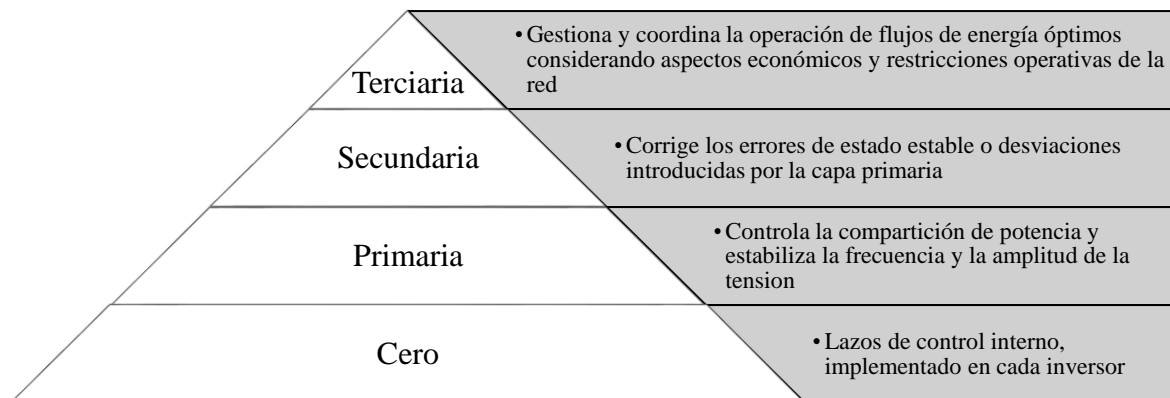 Terciaria
• Gestiona y coordina la operación de flujos de energía óptimos
considerando aspectos económicos y restricciones operativas de la
red
Secundaria
• Corrige los errores de estado estable o desviaciones
introducidas por la capa primaria
Primaria
• Controla la compartición de potencia y
estabiliza la frecuencia y la amplitud de la
tension
Cero
• Lazos de control interno,
implementado en cada inversor